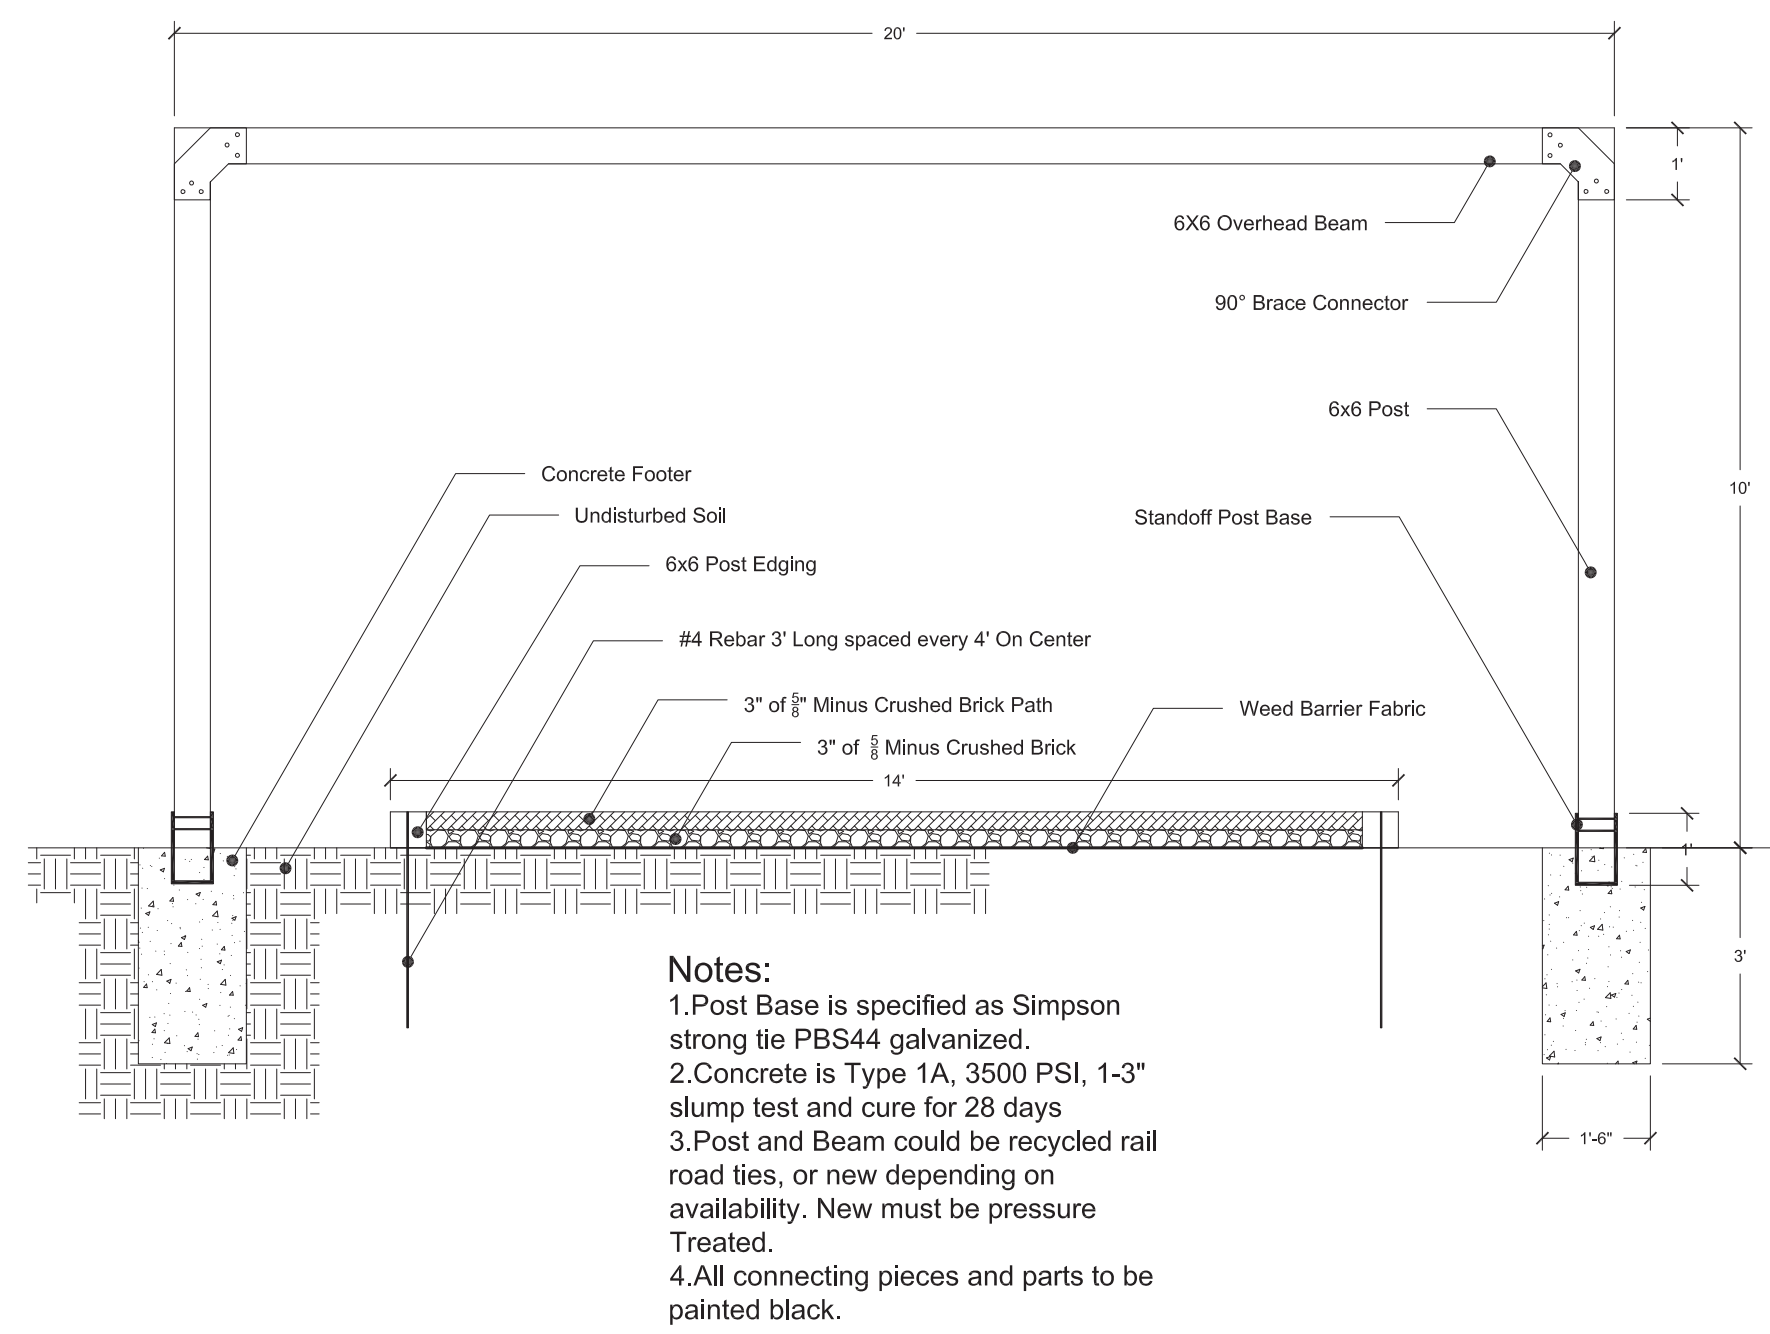 20'
1'
6X6 Overhead Beam
90° Brace Connector
6x6 Post
Concrete Footer
10'
Undisturbed Soil
Standoff Post Base
6x6 Post Edging
#4 Rebar 3' Long spaced every 4' On Center
3" of 5/8" Minus Crushed Brick Path
Weed Barrier Fabric
3" of 5/8 Minus Crushed Brick
14'
1'
3'
1'-6"
Notes:
1.Post Base is specified as Simpson
strong tie PBS44 galvanized.
2.Concrete is Type 1A, 3500 PSI, 1-3"
slump test and cure for 28 days
3.Post and Beam could be recycled rail
road ties, or new depending on
availability. New must be pressure
Treated.
4.All connecting pieces and parts to be
painted black.